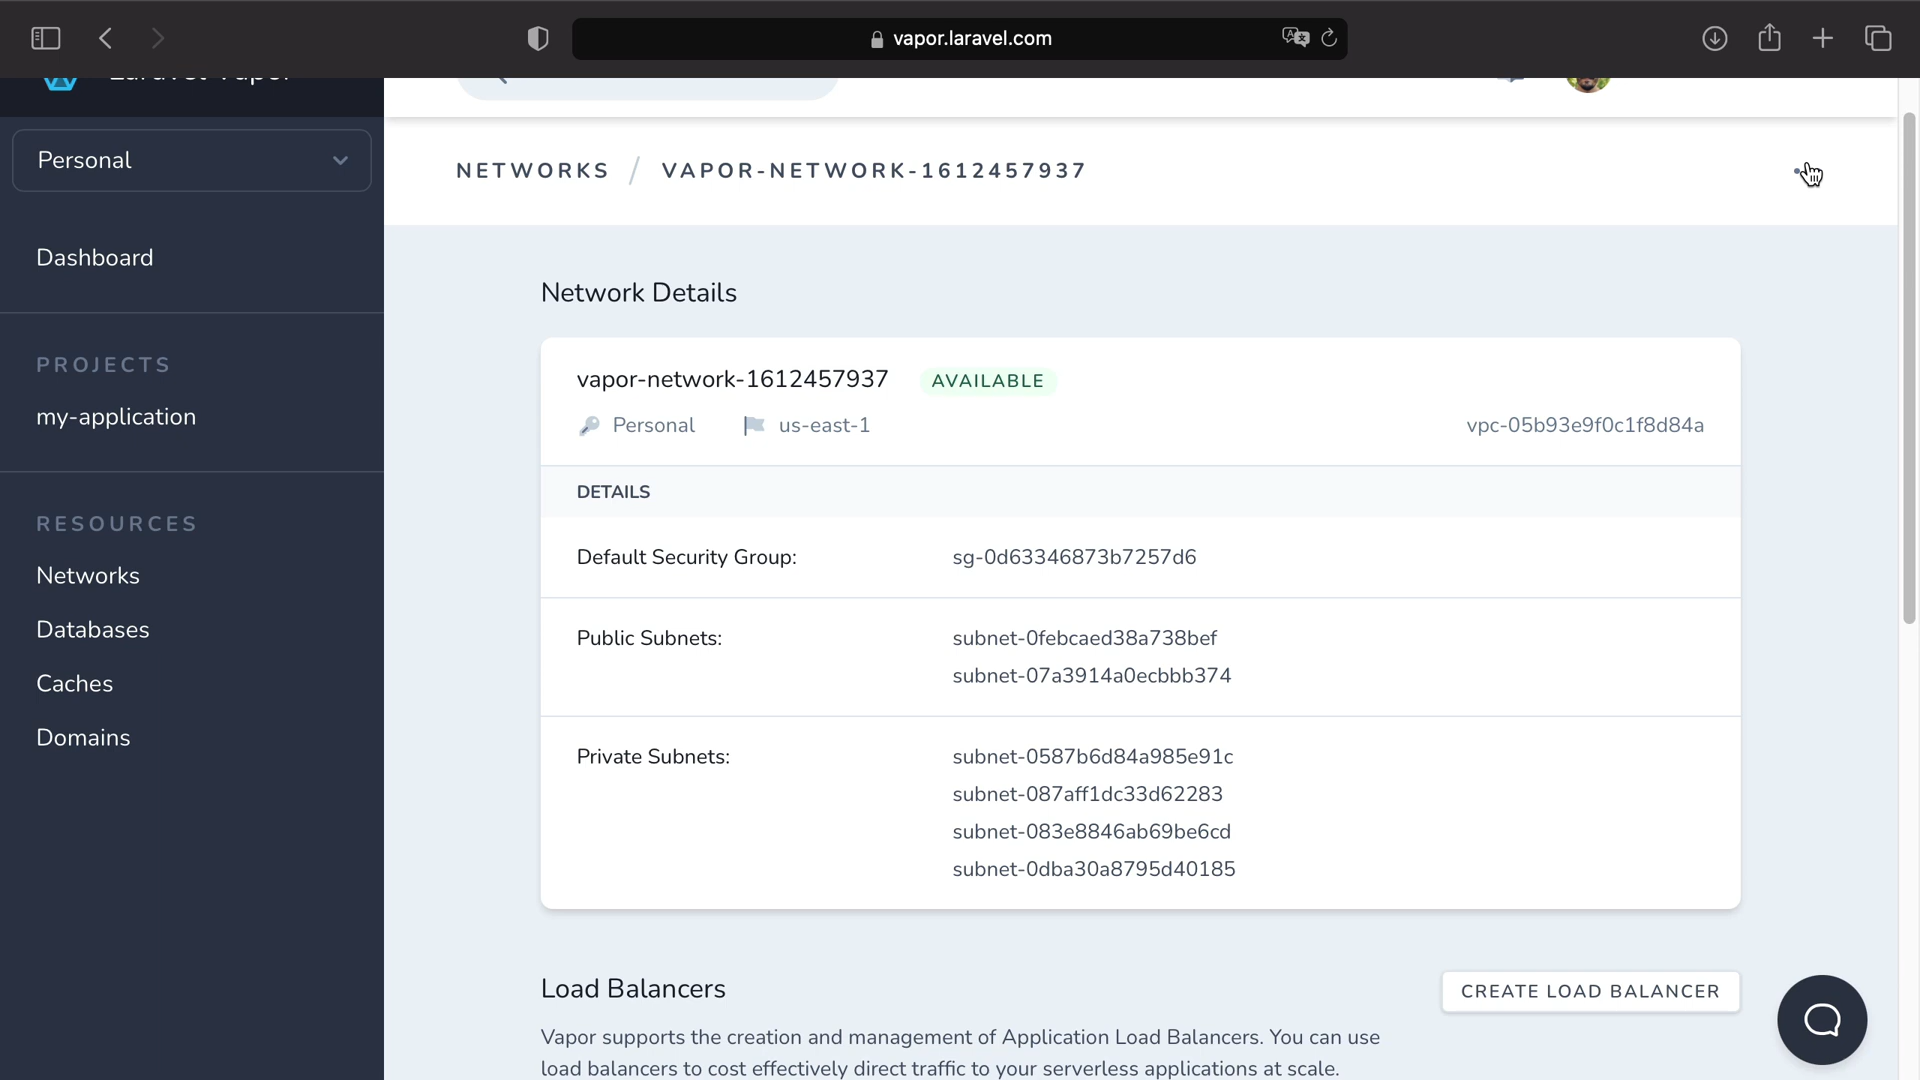 vapor.laravel.com
Laravel Vapor
Personal
NETWORKS / VAPOR-NETWORK-1612457937
Dashboard
PROJECTS
my-application
RESOURCES
Networks
Databases
Caches
Domains
Network Details
vapor-network-1612457937 AVAILABLE
Personal us-east-1 vpc-05b93e9f0c1f8d84a
DETAILS
Default Security Group: sg-0d63346873b7257d6
Public Subnets: subnet-0febcaed38a738bef
subnet-07a3914a0ecbbb374
Private Subnets: subnet-0587b6d84a985e91c
subnet-087aff1dc33d62283
subnet-083e8846ab69be6cd
subnet-0dba30a8795d40185
Load Balancers CREATE LOAD BALANCER
Vapor supports the creation and management of Application Load Balancers. You can use
load balancers to cost effectively direct traffic to your serverless applications at scale.